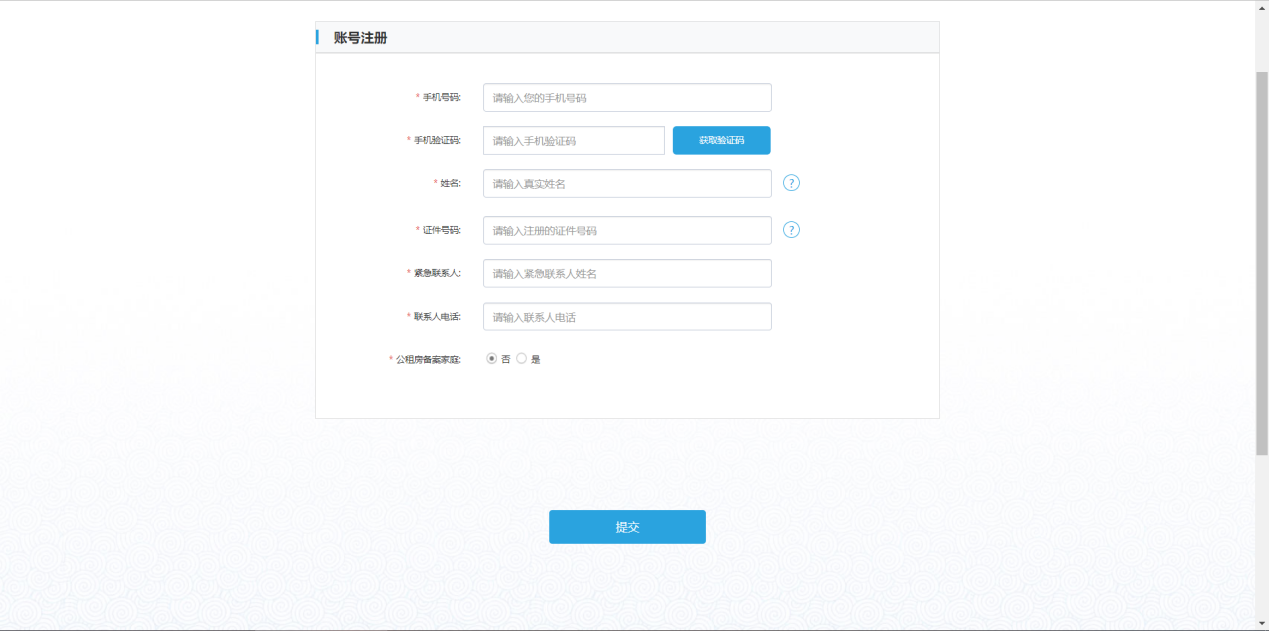 账号注册
* 手机号码: 请输入您的手机号码
* 手机验证码: 请输入手机验证码 获取验证码
* 姓名: 请输入真实姓名 ?
* 证件号码: 请输入注册的证件号码 ?
* 紧急联系人: 请输入紧急联系人姓名
* 联系人电话: 请输入联系人电话
* 公租房备案家庭: 否 是
提交